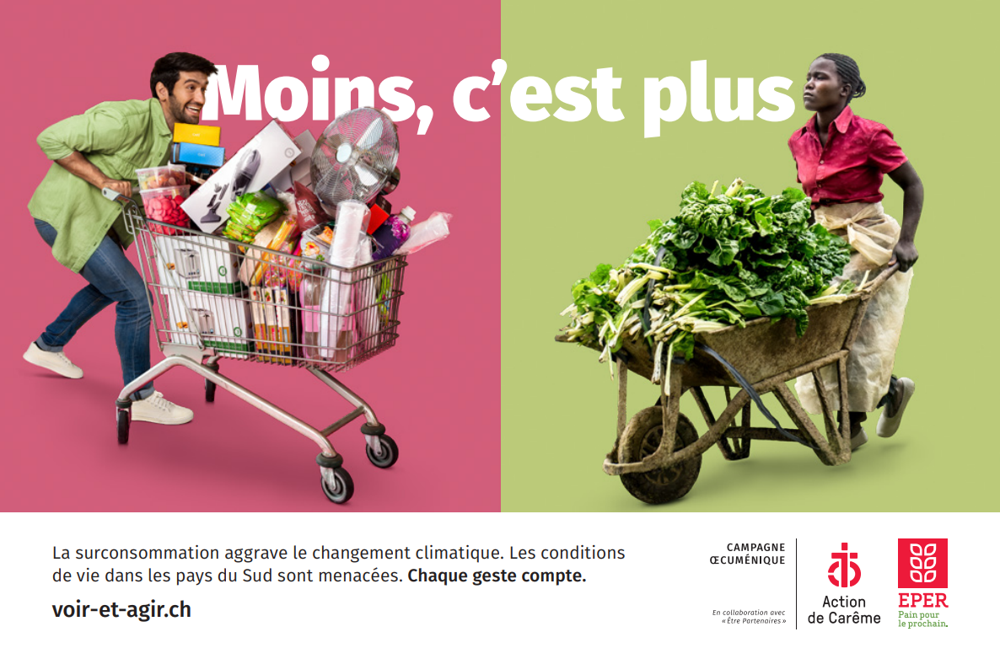 Moins, c’est plus
La surconsommation aggrave le changement climatique. Les conditions
de vie dans les pays du Sud sont menacées. Chaque geste compte.
voir-et-agir.ch
CAMPAGNE
ŒCUMÉNIQUE
En collaboration avec
«Être Partenaires»
Action
de Carême
EPER
Pain pour
le prochain.